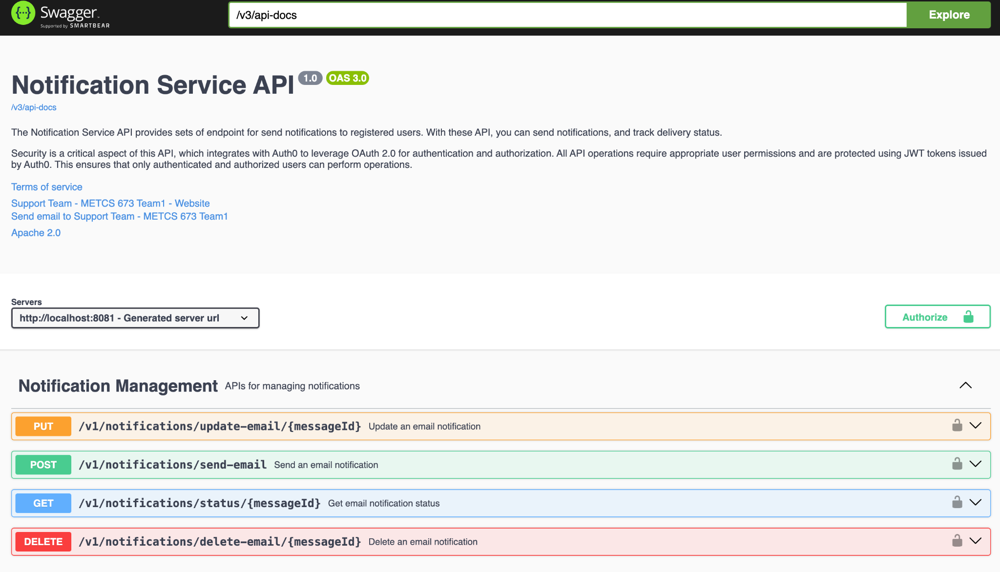 Swagger
Supported by SMARTBEAR
/v3/api-docs
Explore
Notification Service API 1.0 OAS 3.0
/v3/api-docs
The Notification Service API provides sets of endpoint for send notifications to registered users. With these API, you can send notifications, and track delivery status.
Security is a critical aspect of this API, which integrates with Auth0 to leverage OAuth 2.0 for authentication and authorization. All API operations require appropriate user permissions and are protected using JWT tokens issued
by Auth0. This ensures that only authenticated and authorized users can perform operations.
Terms of service
Support Team - METCS 673 Team1 - Website
Send email to Support Team - METCS 673 Team1
Apache 2.0
Servers
http://localhost:8081 - Generated server url
Authorize
Notification Management APIs for managing notifications
PUT /v1/notifications/update-email/{messageId} Update an email notification
POST /v1/notifications/send-email Send an email notification
GET /v1/notifications/status/{messageId} Get email notification status
DELETE /v1/notifications/delete-email/{messageId} Delete an email notification